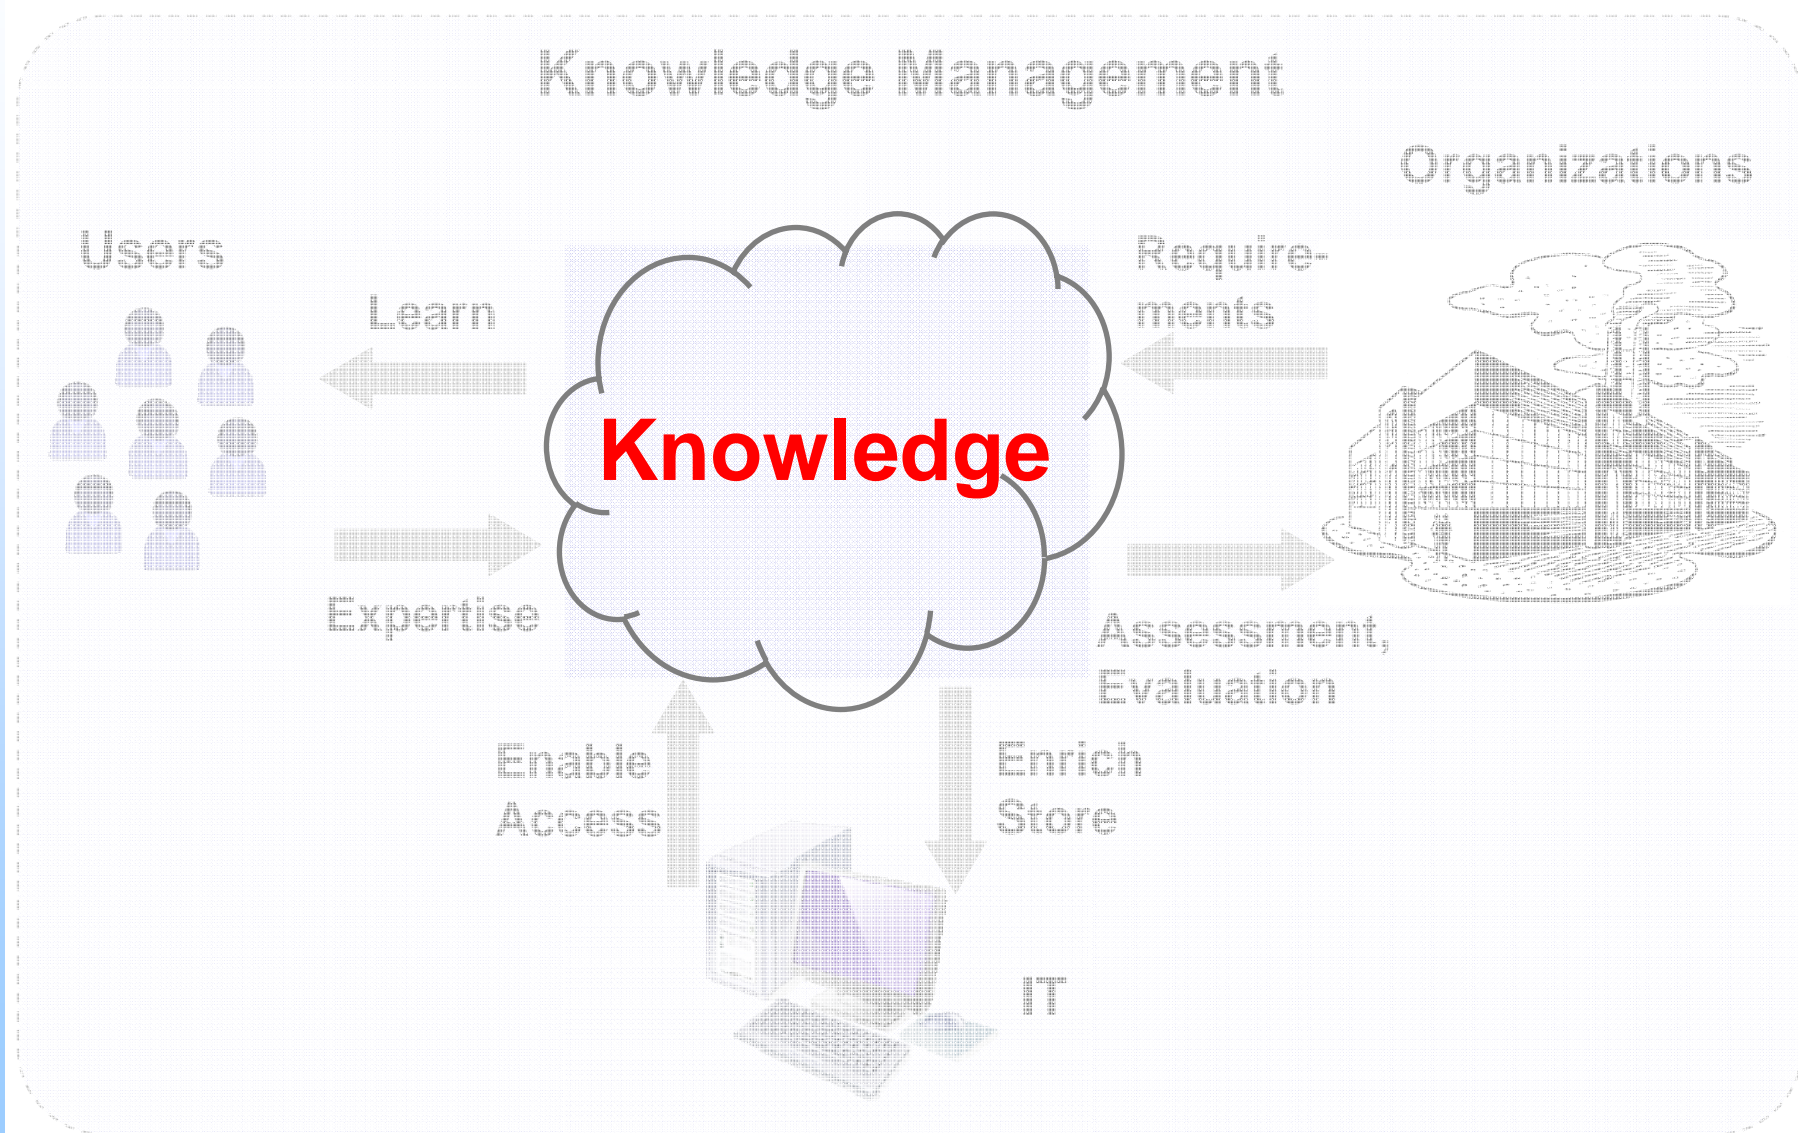 Knowledge Management
Organizations
Users
Require-
ments
Learn
Knowledge
Expertise
Assessment,
Evaluation
Enable
Access
Enrich
Store
IT